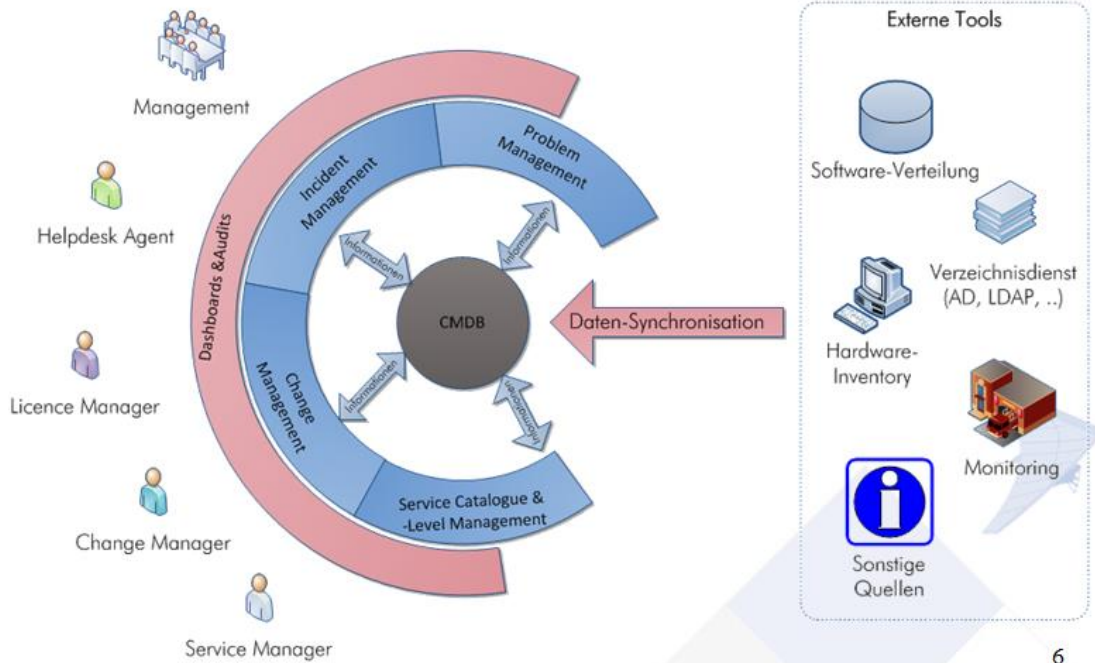 Management
Helpdesk Agent
Licence Manager
Change Manager
Service Manager
Dashboards &Audits
Incident
Management
Problem
Management
Change
Management
Service Catalogue &
-Level Management
Informationen
Informationen
Informationen
Informationen
CMDB
Daten-Synchronisation
Externe Tools
Software-Verteilung
Verzeichnisdienst
(AD, LDAP, ..)
Hardware-
Inventory
Monitoring
Sonstige
Quellen
6